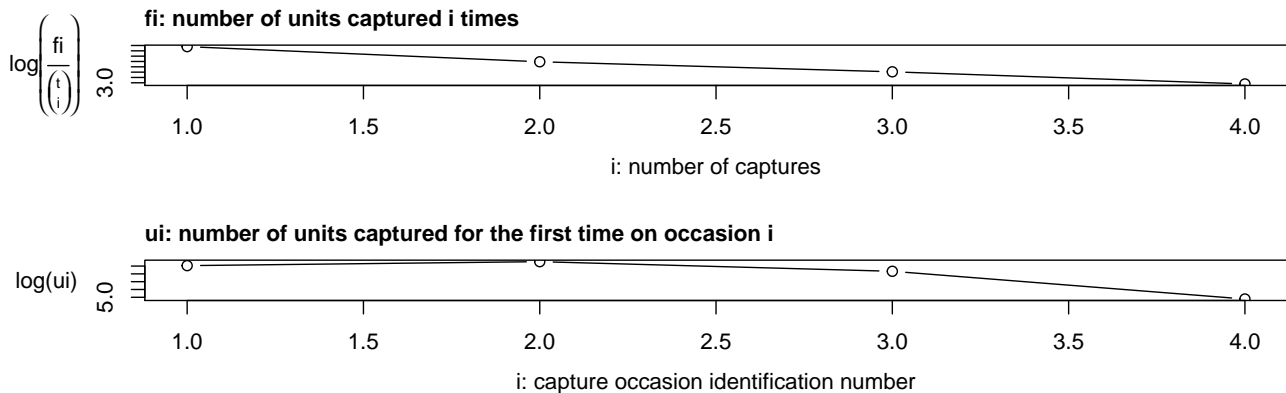 fi: number of units captured i times
log(fi/(t i))
3.0
1.0 1.5 2.0 2.5 3.0 3.5 4.0
i: number of captures
ui: number of units captured for the first time on occasion i
log(ui)
5.0
1.0 1.5 2.0 2.5 3.0 3.5 4.0
i: capture occasion identification number